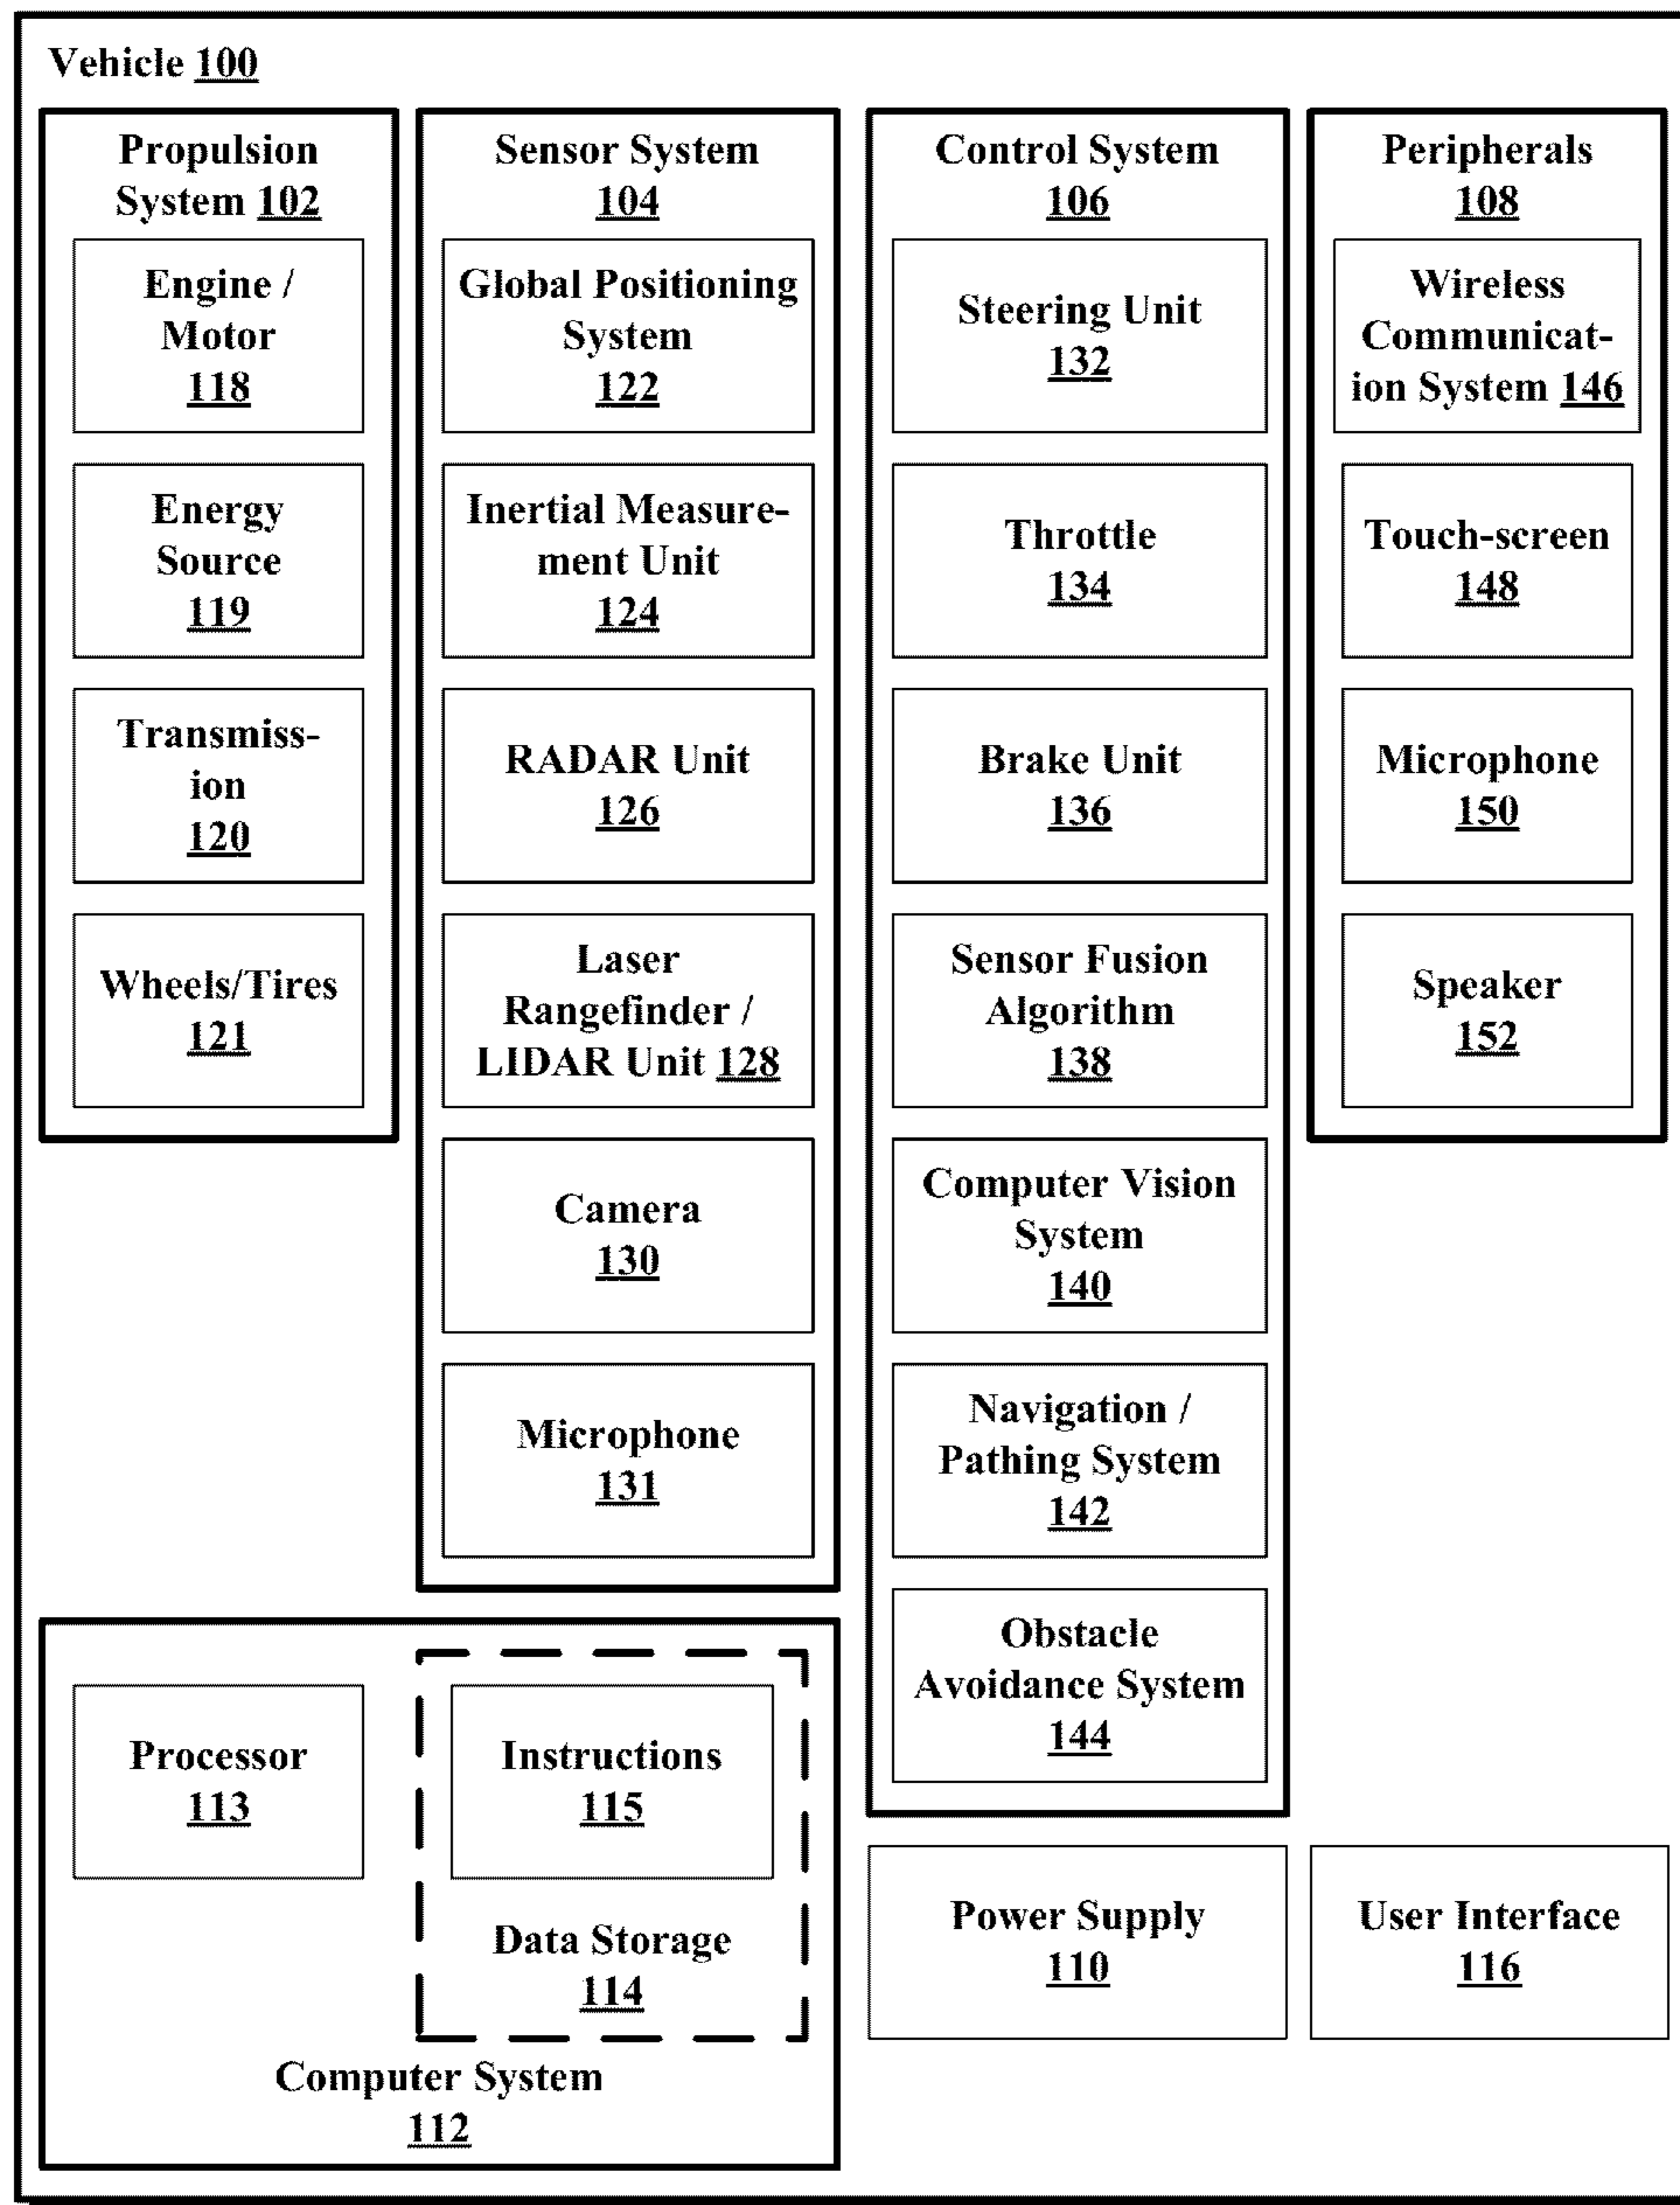 Vehicle 100
Propulsion
System 102
Engine /
Motor
118
Energy
Source
119
Transmiss-
ion
120
Wheels/Tires
121
Sensor System
104
Global Positioning
System
122
Inertial Measure-
ment Unit
124
RADAR Unit
126
Laser
Rangefinder /
LIDAR Unit 128
Camera
130
Microphone
131
Control System
106
Steering Unit
132
Throttle
134
Brake Unit
136
Sensor Fusion
Algorithm
138
Computer Vision
System
140
Navigation /
Pathing System
142
Obstacle
Avoidance System
144
Peripherals
108
Wireless
Communicat-
ion System 146
Touch-screen
148
Microphone
150
Speaker
152
Processor
113
Instructions
115
Data Storage
114
Computer System
112
Power Supply
110
User Interface
116